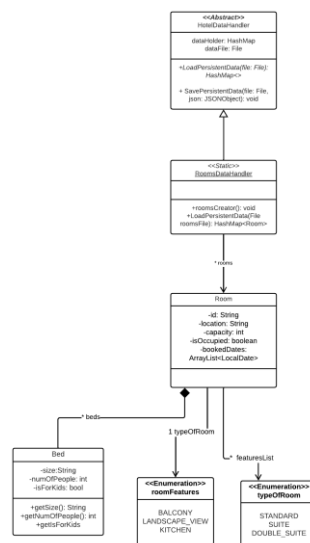 <<Abstract>>
HotelDataHandler
dataHolder: HashMap
dataFile: File
+LoadPersistentData(file: File):
HashMap<>
+ SavePersistentData(file: File,
json: JSONObject): void
<<Static>>
RoomsDataHandler
+roomsCreator(): void
+LoadPersistentData(File
roomsFile): HashMap<Room>
* rooms
Room
-id: String
-location: String
-capacity: int
-isOccupied: boolean
-bookedDates:
ArrayList<LocalDate>
* beds
1 typeOfRoom
* featuresList
Bed
-size:String
-numOfPeople: int
-isForKids: bool
+getSize(): String
+getNumOfPeople(): int
+getIsForKids
<<Enumeration>>
roomFeatures
BALCONY
LANDSCAPE_VIEW
KITCHEN
<<Enumeration>>
typeOfRoom
STANDARD
SUITE
DOUBLE_SUITE